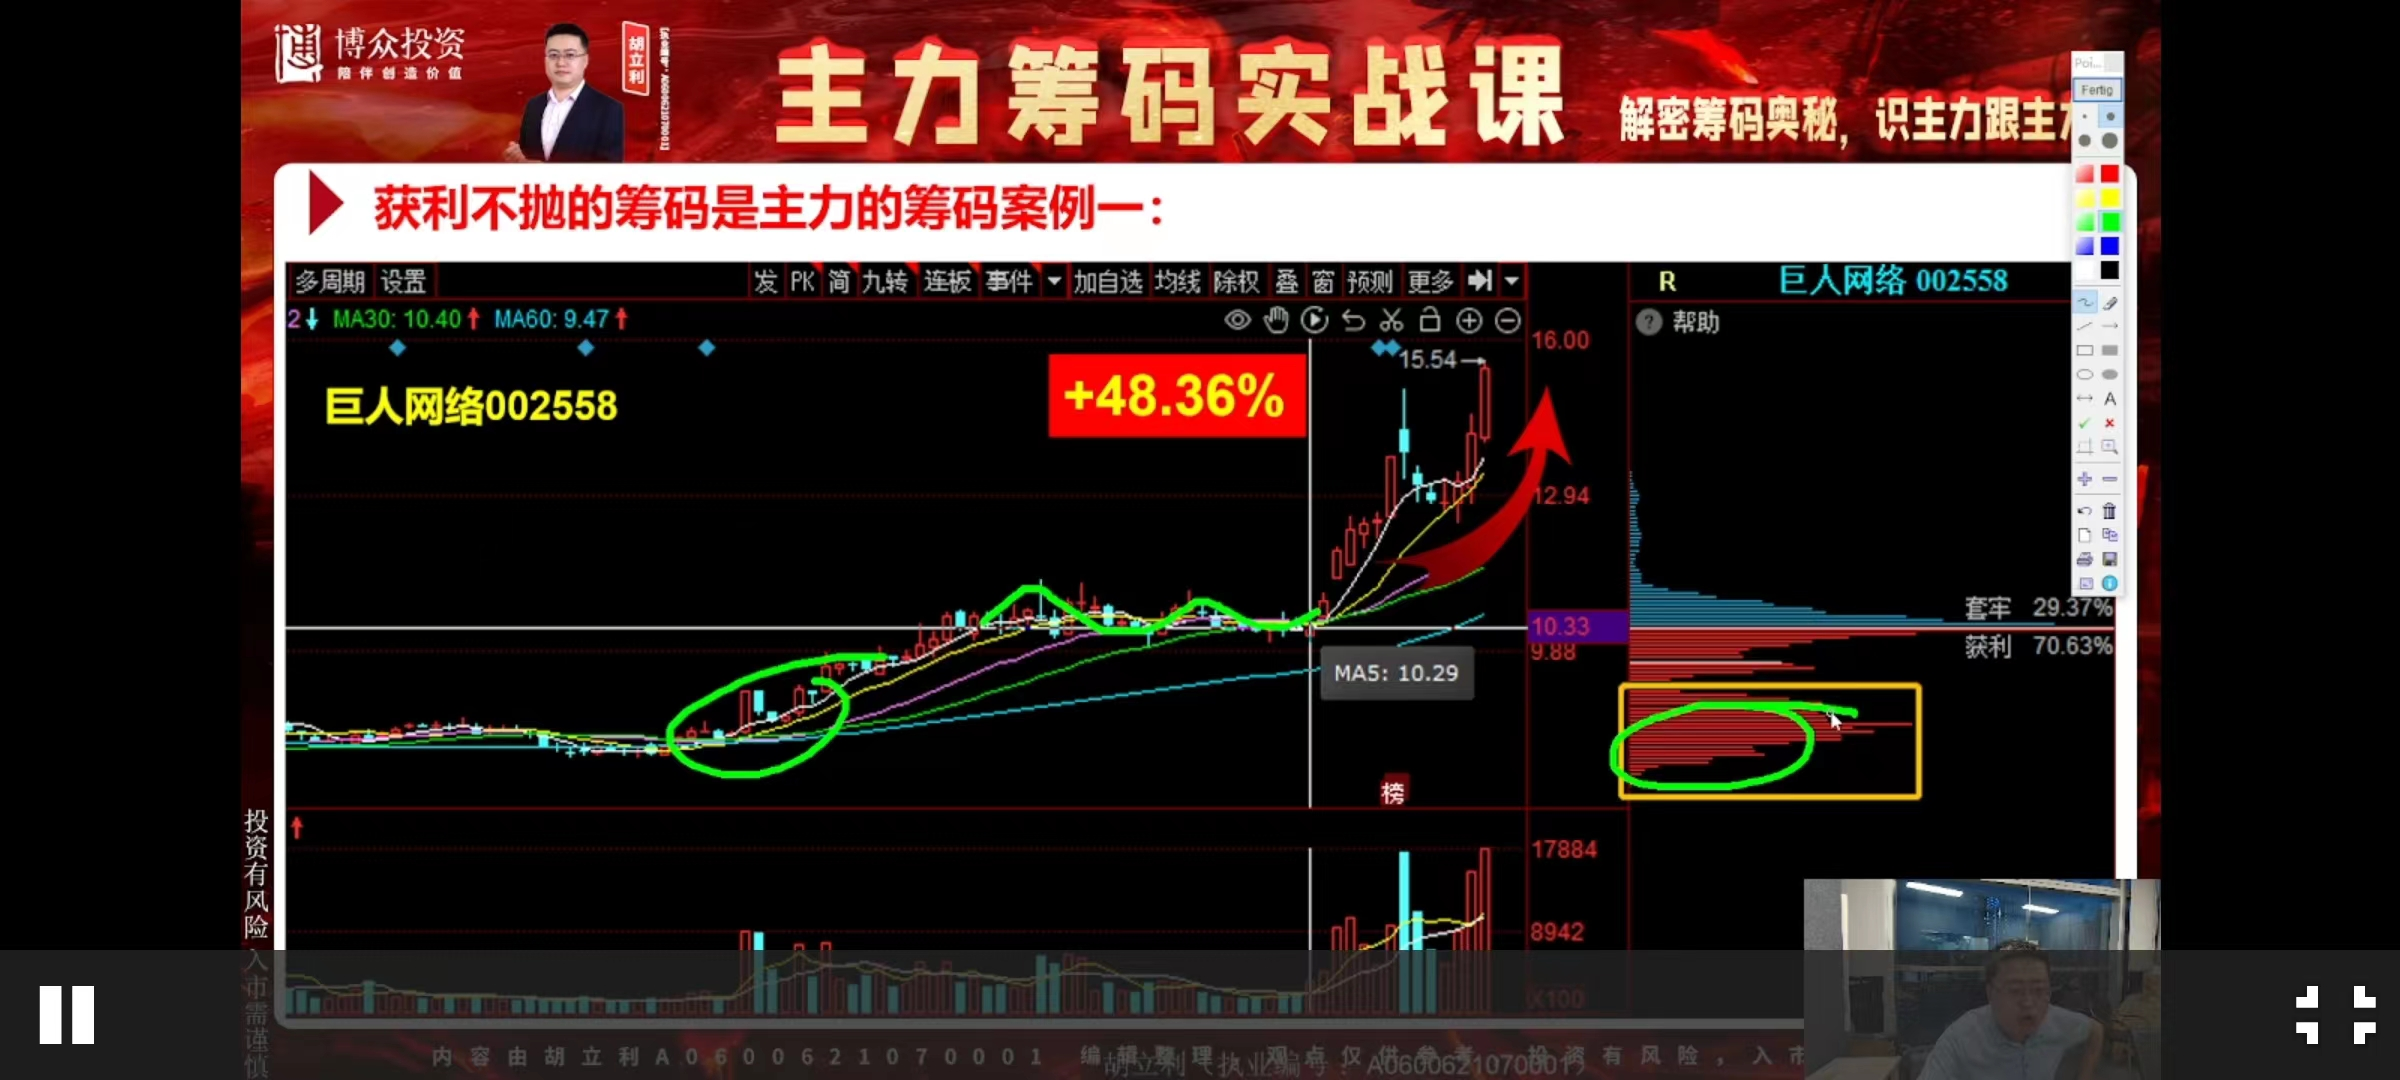 博众投资
陪伴创造价值
胡立利
主力筹码实战课
解密筹码奥秘，识主力跟主力
Poi...
Fertig
获利不抛的筹码是主力的筹码案例一：
多周期 设置 发 PK 简 九转 连板 事件 加自选 均线 除权 叠 窗 预测 更多
R 巨人网络 002558
2↓ MA30: 10.40↑ MA60: 9.47↑
? 帮助
巨人网络002558
+48.36%
15.54→
16.00
12.94
10.33
9.88
MA5: 10.29
套牢 29.37%
获利 70.63%
榜
17884
8942
X100
A
投资有风险 入市需谨慎
内容由胡立利A0600621070001 编辑整理，观点仅供参考，投资有风险，入市
胡立利（执业编号：A0600621070001）